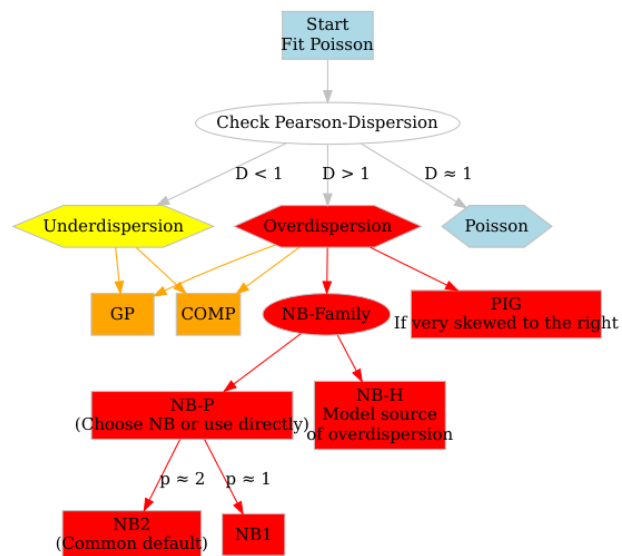 Start
Fit Poisson
Check Pearson-Dispersion
D < 1
D > 1
D ≈ 1
Underdispersion
Overdispersion
Poisson
GP
COMP
NB-Family
PIG
If very skewed to the right
NB-P
(Choose NB or use directly)
NB-H
Model source
of overdispersion
p ≈ 2
p ≈ 1
NB2
(Common default)
NB1